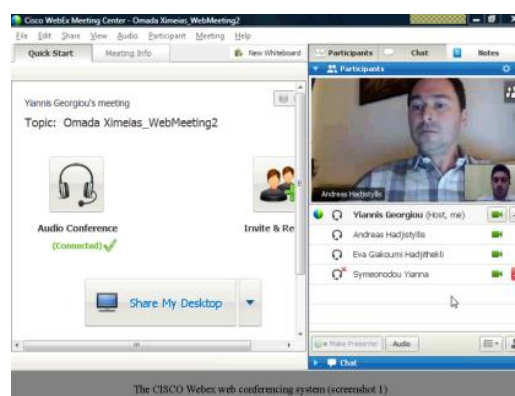 Cisco WebEx Meeting Center - Omada Ximeias_WebMeeting2
File Edit Share View Audio Participant Meeting Help
Quick Start Meeting Info New Whiteboard Participants Chat Notes
Participants
Yiannis Georgiou's meeting
Topic: Omada Ximeias_WebMeeting2
Andreas Hadjistyllis
Yiannis Georgiou (Host, me)
Andreas Hadjistyllis
Eva Giakoumi Hadjithekli
Symeonodou Yianna
Audio Conference
(Connected)
Invite & Re
Share My Desktop
Make Presenter Audio
Chat
The CISCO Webex web conferencing system (screenshot 1)